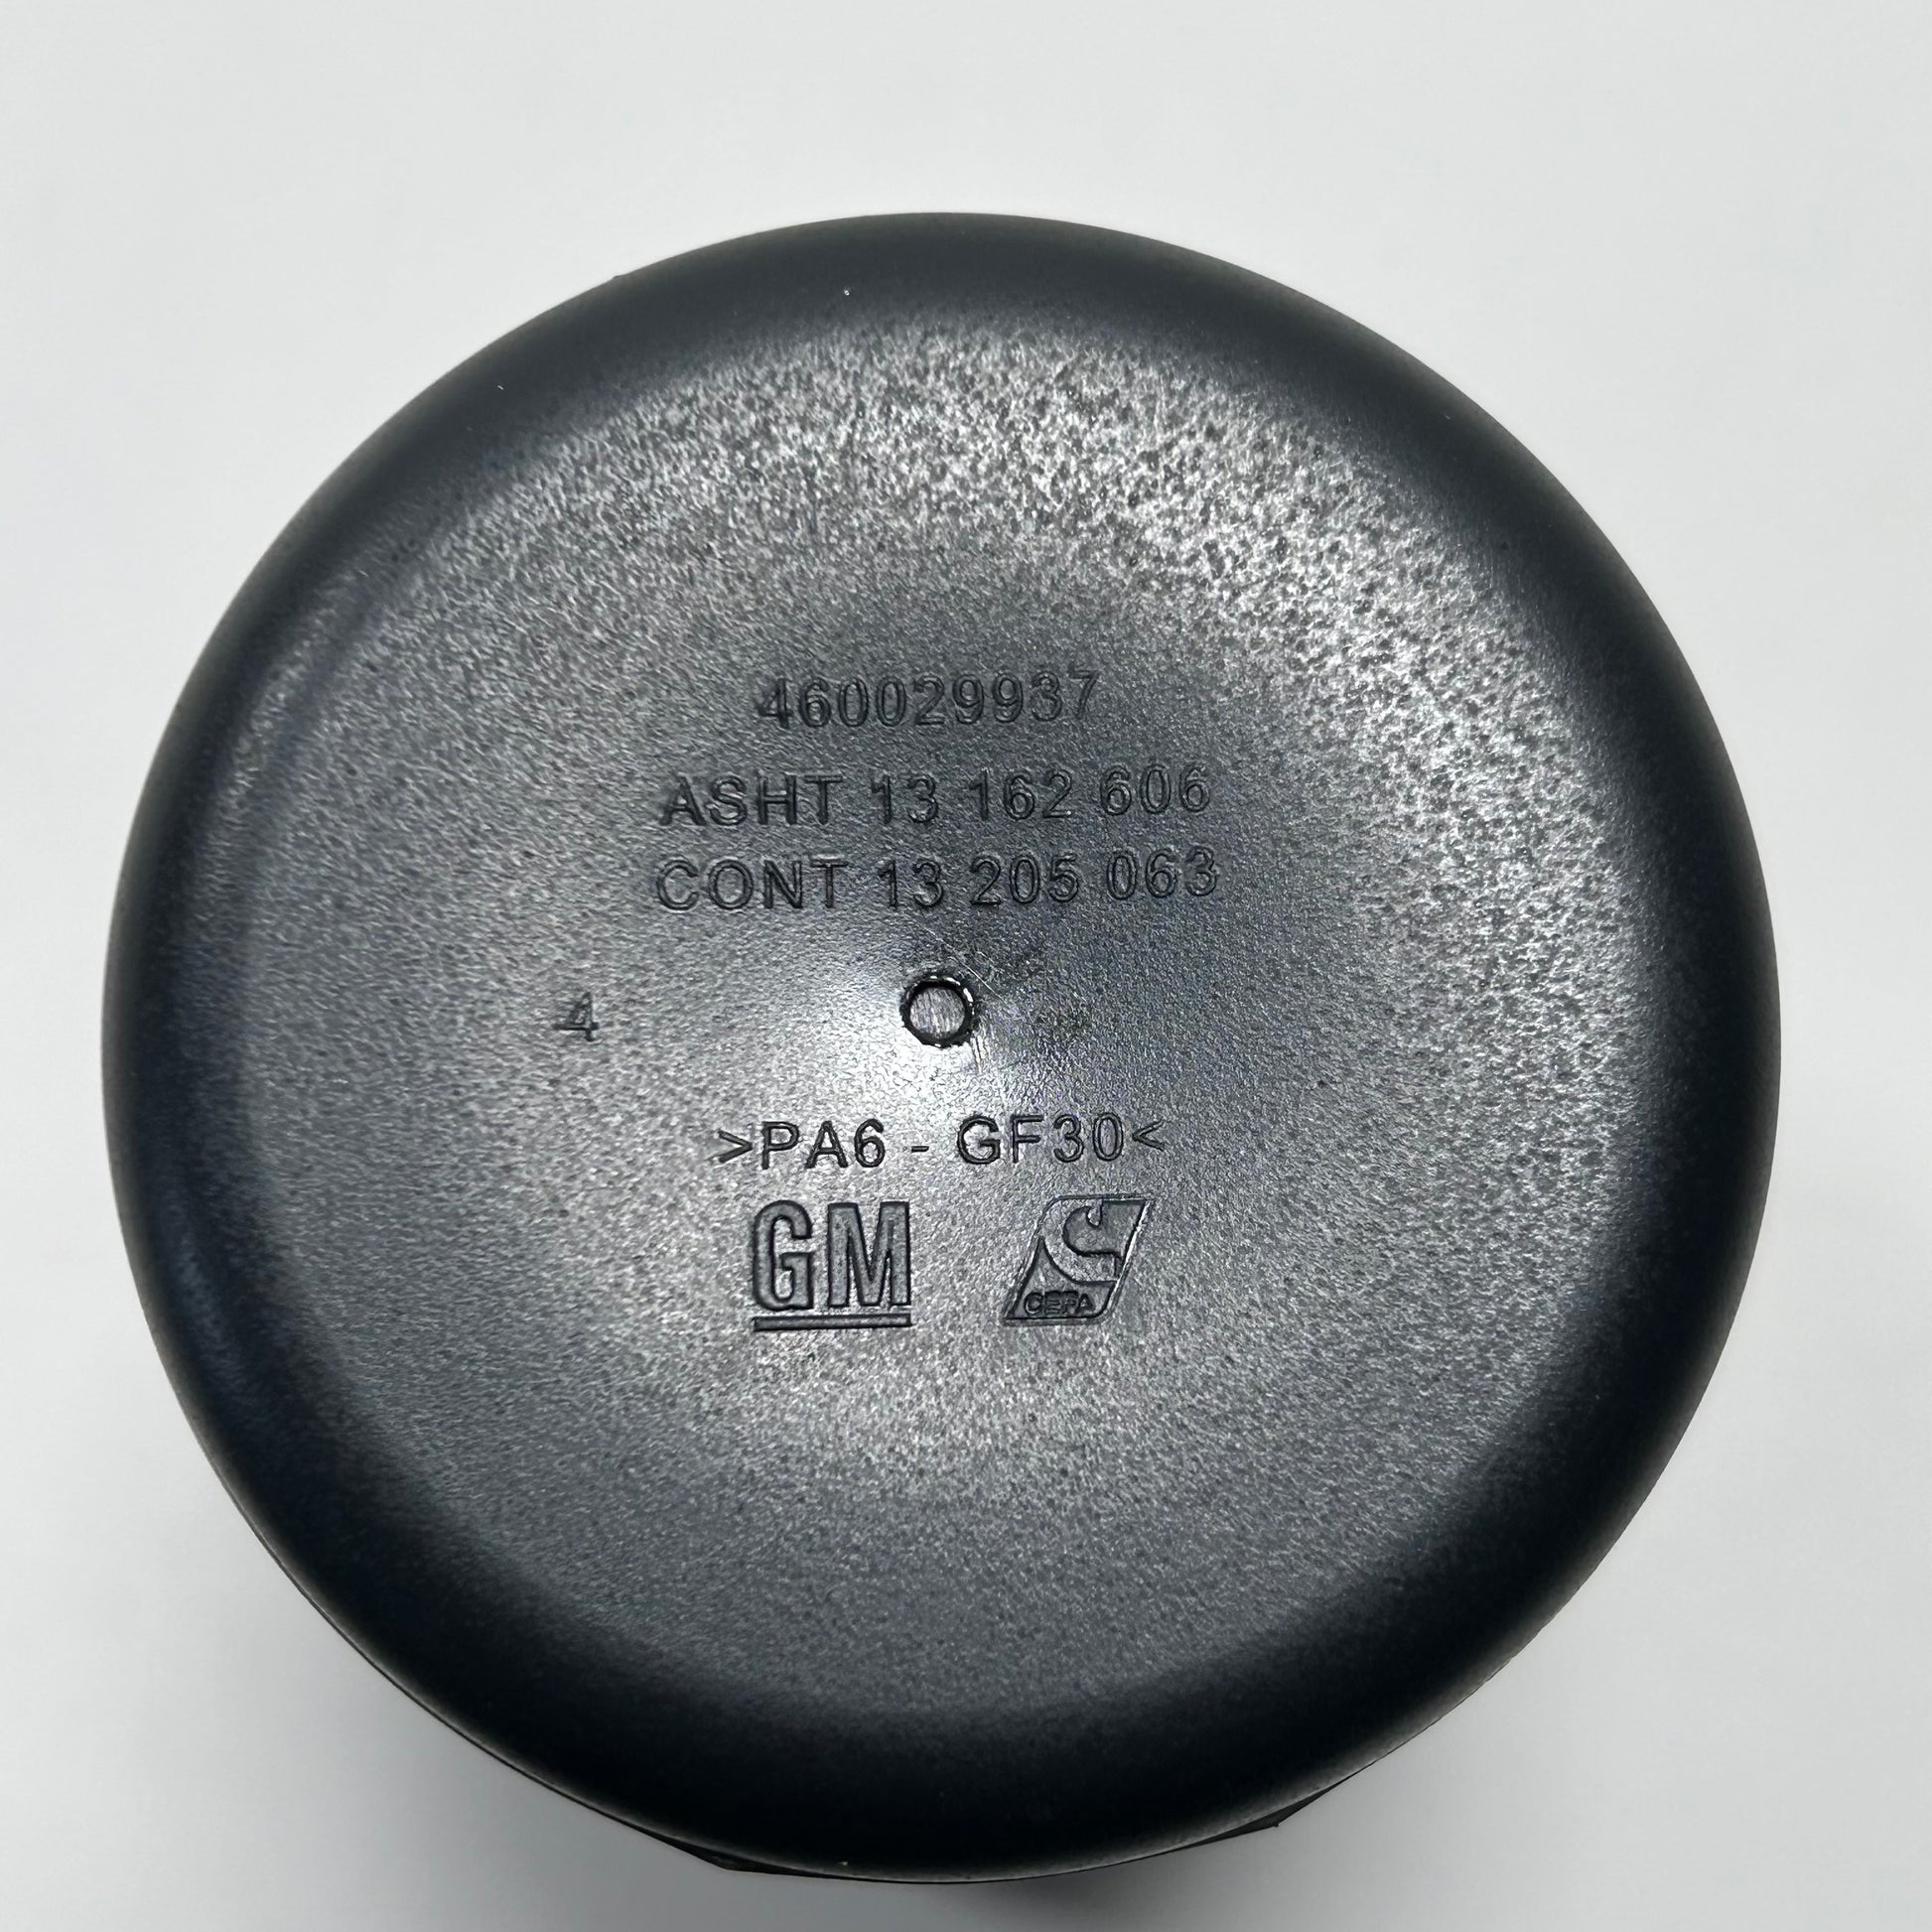 460029937
ASHT 13 162 606
CONT 13 205 063
4
>PA6 - GF30<
GM
CEFA